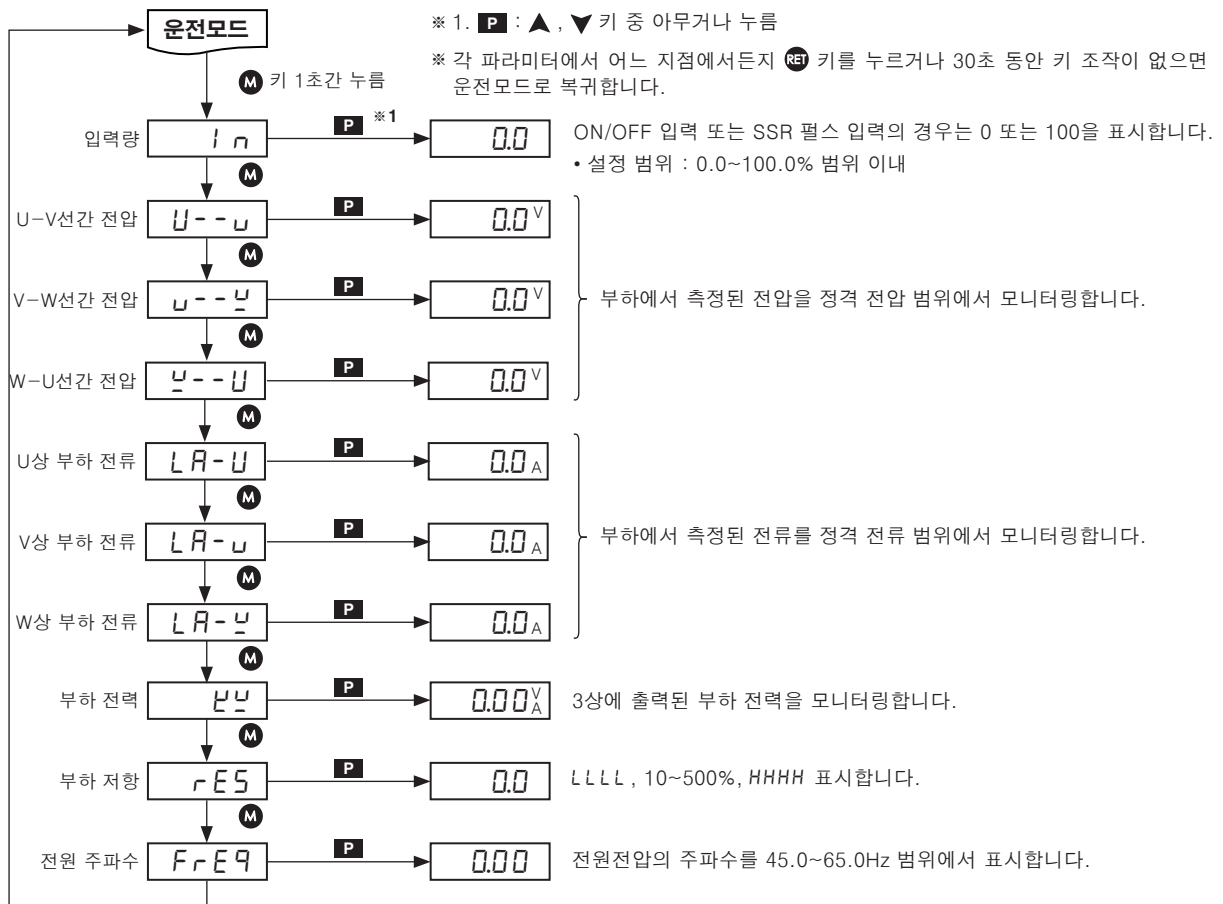 운전모드
※ 1. P : ▲, ▼ 키 중 아무거나 누름
※ 각 파라미터에서 어느 지점에서든지 RET 키를 누르거나 30초 동안 키 조작이 없으면
운전모드로 복귀합니다.
M 키 1초간 누름
입력량 In P ※1 0.0 ON/OFF 입력 또는 SSR 펄스 입력의 경우는 0 또는 100을 표시합니다.
• 설정 범위 : 0.0~100.0% 범위 이내
M
U-V선간 전압 U--v P 0.0 V
M
V-W선간 전압 v--W P 0.0 V 부하에서 측정된 전압을 정격 전압 범위에서 모니터링합니다.
M
W-U선간 전압 W--U P 0.0 V
M
U상 부하 전류 LA-U P 0.0 A
M
V상 부하 전류 LA-v P 0.0 A 부하에서 측정된 전류를 정격 전류 범위에서 모니터링합니다.
M
W상 부하 전류 LA-W P 0.0 A
M
부하 전력 KW P 0.00 V A 3상에 출력된 부하 전력을 모니터링합니다.
M
부하 저항 rES P 0.0 LLLL, 10~500%, HHHH 표시합니다.
M
전원 주파수 FrEq P 0.00 전원전압의 주파수를 45.0~65.0Hz 범위에서 표시합니다.